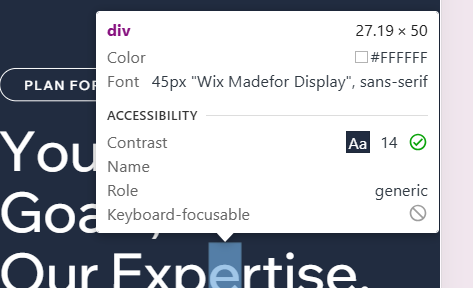 div 27.19 × 50
Color #FFFFFF
Font 45px "Wix Madefor Display", sans-serif
ACCESSIBILITY
Contrast Aa 14
Name
Role generic
Keyboard-focusable
PLAN FOR
You
Goa
Our Expertise.